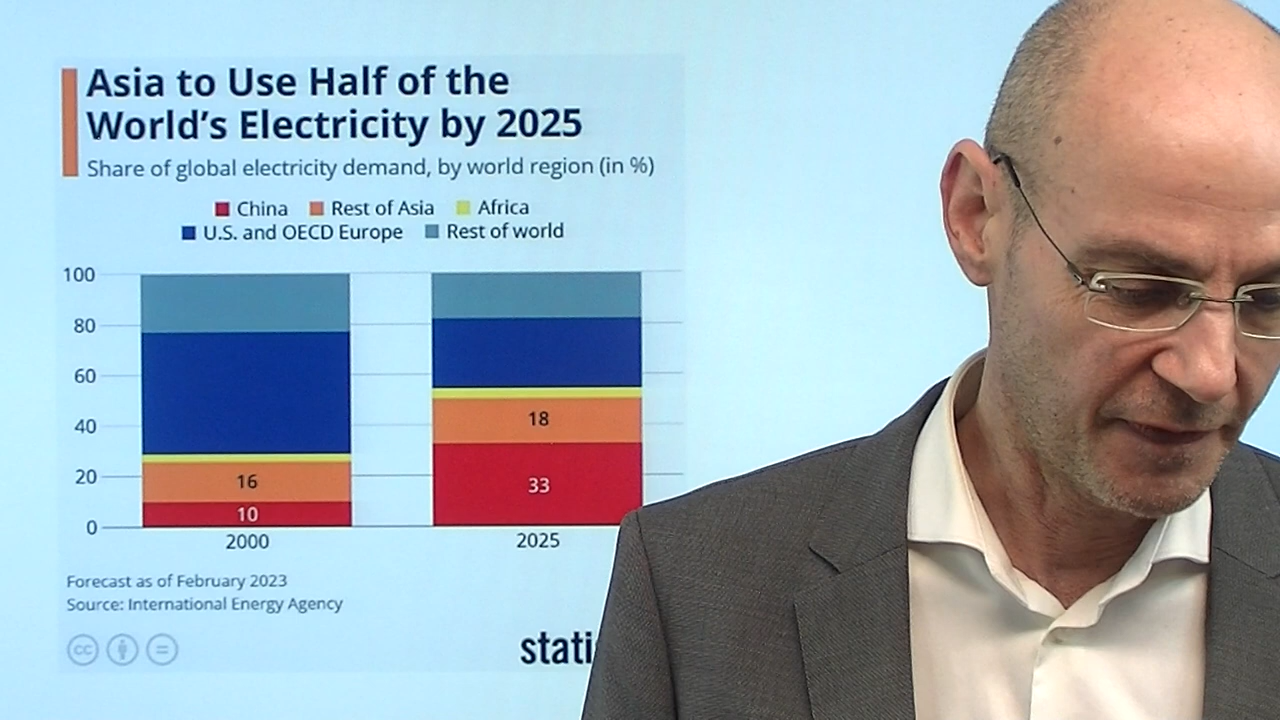 Asia to Use Half of the
World's Electricity by 2025
Share of global electricity demand, by world region (in %)
China Rest of Asia Africa
U.S. and OECD Europe Rest of world
100
80
60
40
20
0
18
16
33
10
2000 2025
Forecast as of February 2023
Source: International Energy Agency
cc =